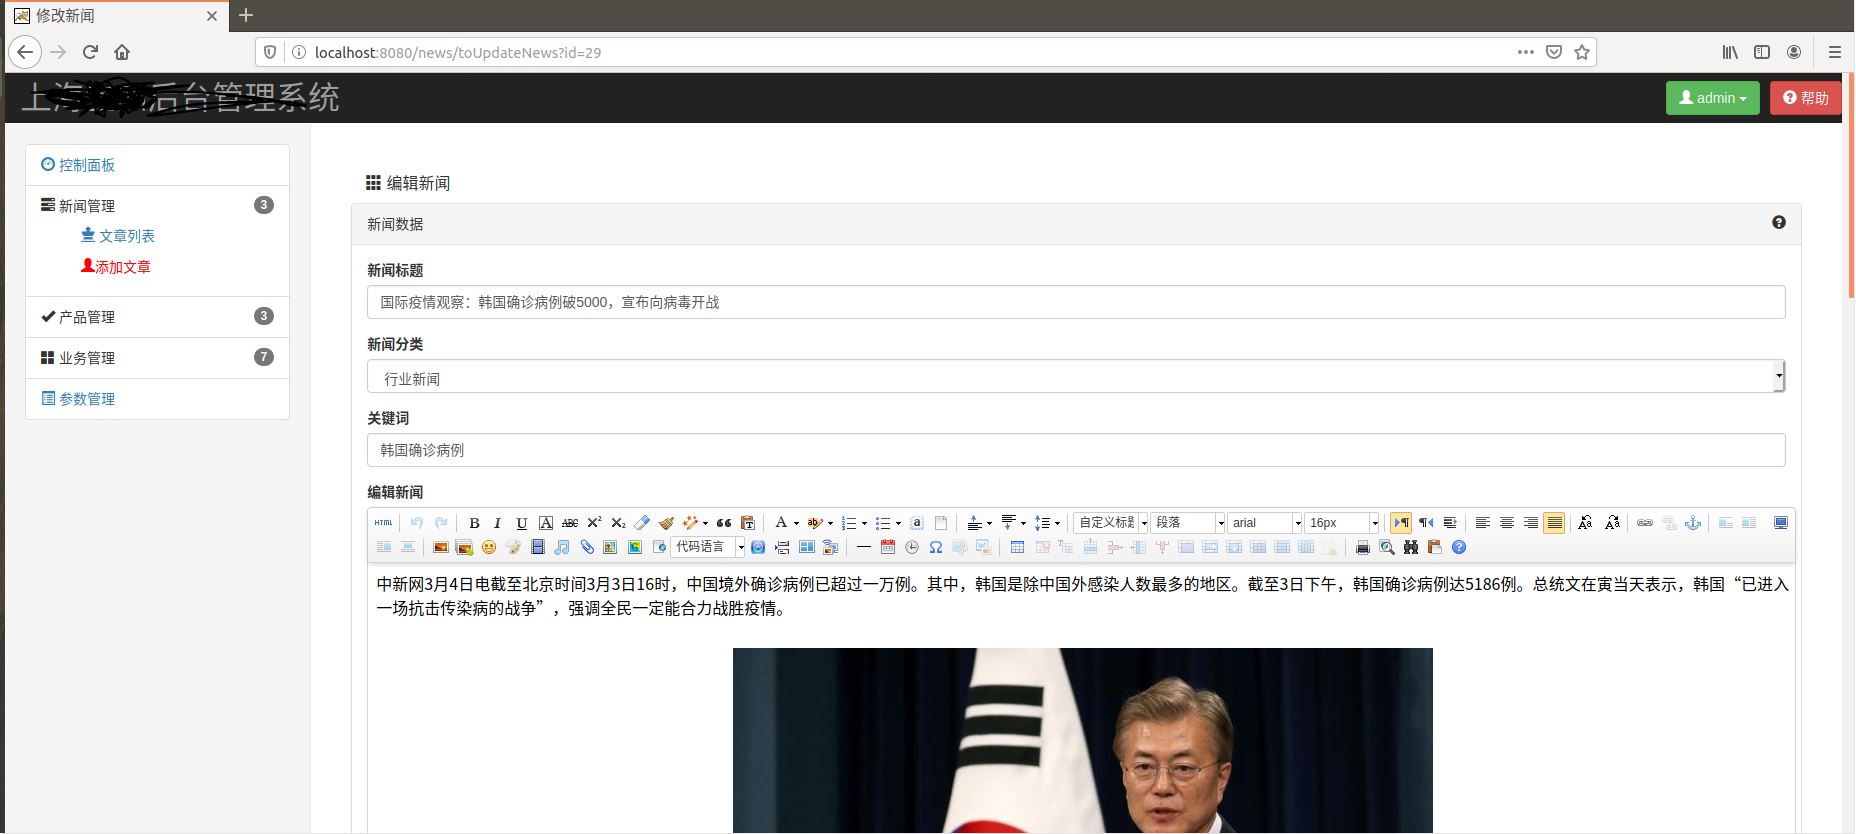 修改新闻
localhost:8080/news/toUpdateNews?id=29
上海
后台管理系统
admin
帮助
控制面板
新闻管理 3
文章列表
添加文章
产品管理 3
业务管理 7
参数管理
编辑新闻
新闻数据
新闻标题
国际疫情观察：韩国确诊病例破5000，宣布向病毒开战
新闻分类
行业新闻
关键词
韩国确诊病例
编辑新闻
HTML B I U A ABC X² X₂ A ab a 自定义标题 段落 arial 16px
代码语言
中新网3月4日电截至北京时间3月3日16时，中国境外确诊病例已超过一万例。其中，韩国是除中国外感染人数最多的地区。截至3日下午，韩国确诊病例达5186例。总统文在寅当天表示，韩国“已进入
一场抗击传染病的战争”，强调全民一定能合力战胜疫情。